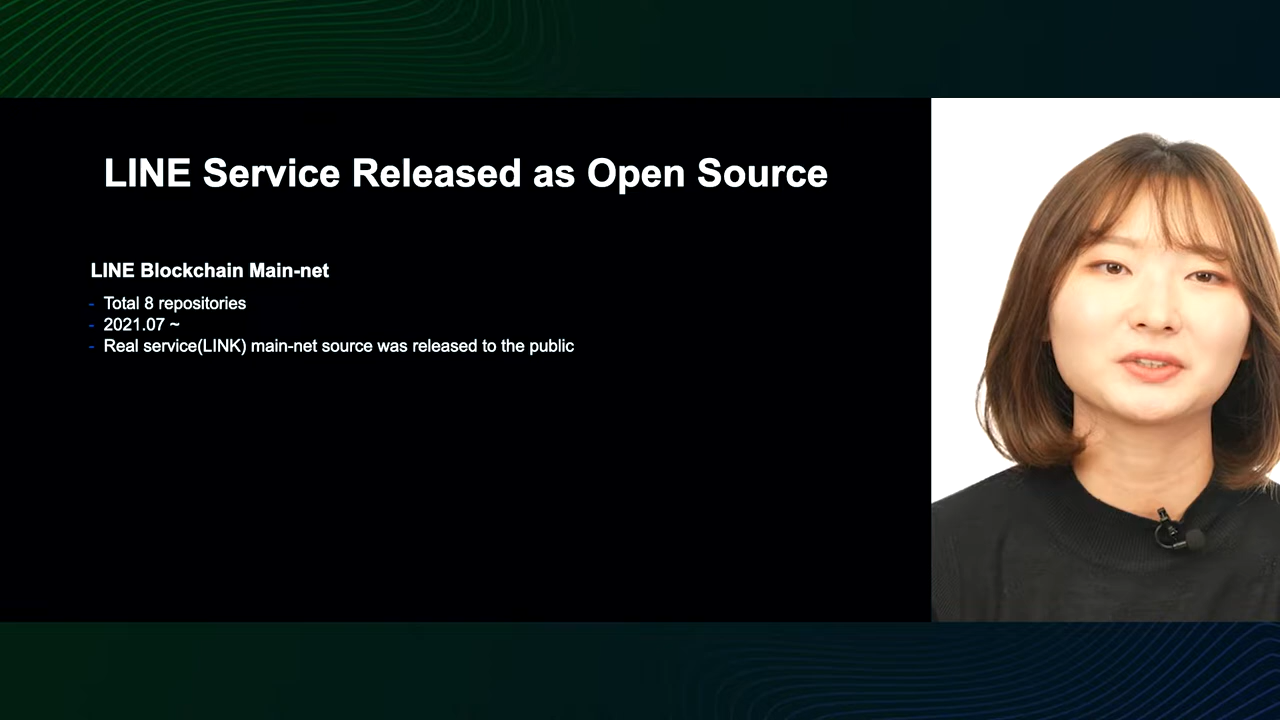 LINE Service Released as Open Source
LINE Blockchain Main-net
- Total 8 repositories
- 2021.07 ~
- Real service(LINK) main-net source was released to the public